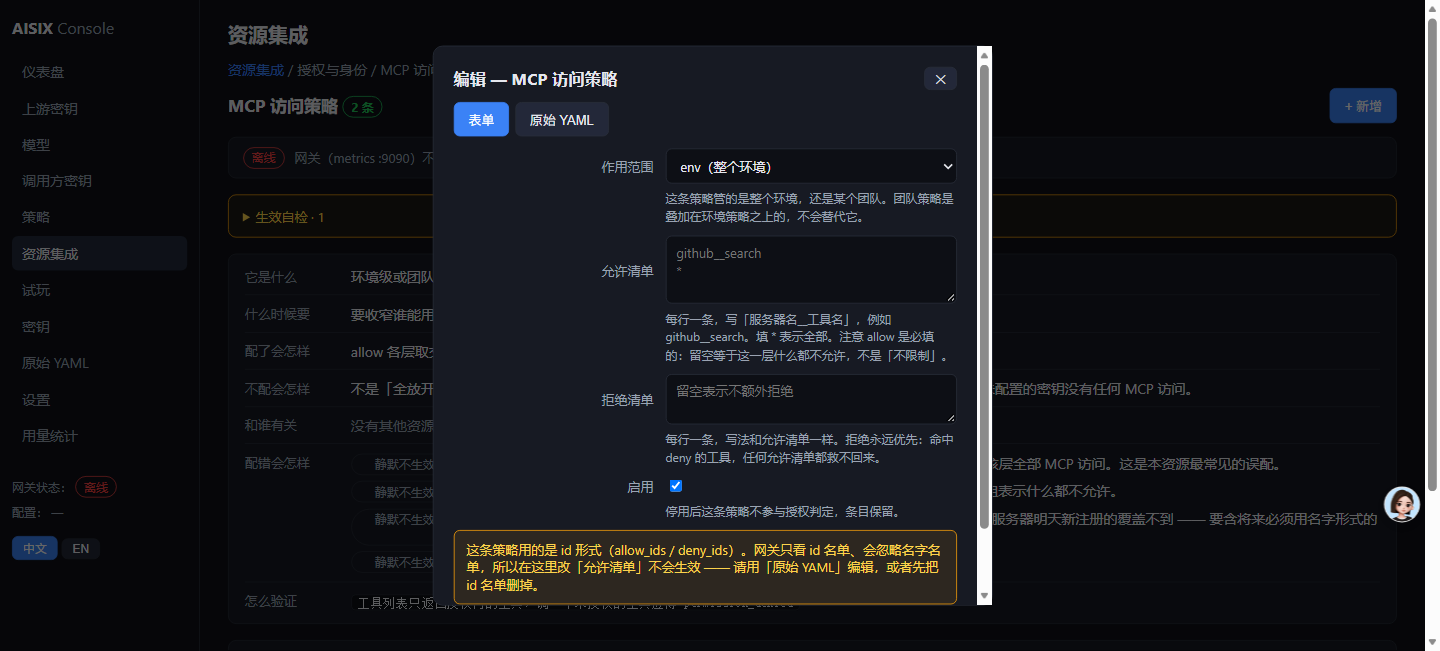 AISIX Console
仪表盘
上游密钥
模型
调用方密钥
策略
资源集成
试玩
密钥
原始 YAML
设置
用量统计
网关状态： 离线
配置： —
中文 EN
资源集成
资源集成 / 授权与身份 / MCP 访问
MCP 访问策略 2 条
+ 新增
离线 网关（metrics :9090）不
▶ 生效自检 · 1
它是什么 环境级或团队
什么时候要 要收窄谁能用
配了会怎样 allow 各层取
不配会怎样 不是「全放开 配置的密钥没有任何 MCP 访问。
和谁有关 没有其他资源
配错会怎样 静默不生效 该层全部 MCP 访问。这是本资源最常见的误配。
静默不生效 表示什么都不允许。
静默不生效 服务器明天新注册的覆盖不到 —— 要含将来必须用名字形式的
静默不生效
怎么验证
编辑 — MCP 访问策略
×
表单 原始 YAML
作用范围 env（整个环境）
这条策略管的是整个环境，还是某个团队。团队策略是
叠加在环境策略之上的，不会替代它。
允许清单 github__search
*
每行一条，写「服务器名__工具名」，例如
github__search。填 * 表示全部。注意 allow 是必填
的：留空等于这一层什么都不允许，不是「不限制」。
拒绝清单 留空表示不额外拒绝
每行一条，写法和允许清单一样。拒绝永远优先：命中
deny 的工具，任何允许清单都救不回来。
启用
停用后这条策略不参与授权判定，条目保留。
这条策略用的是 id 形式（allow_ids / deny_ids）。网关只看 id 名单、会忽略名字名
单，所以在这里改「允许清单」不会生效 —— 请用「原始 YAML」编辑，或者先把
id 名单删掉。